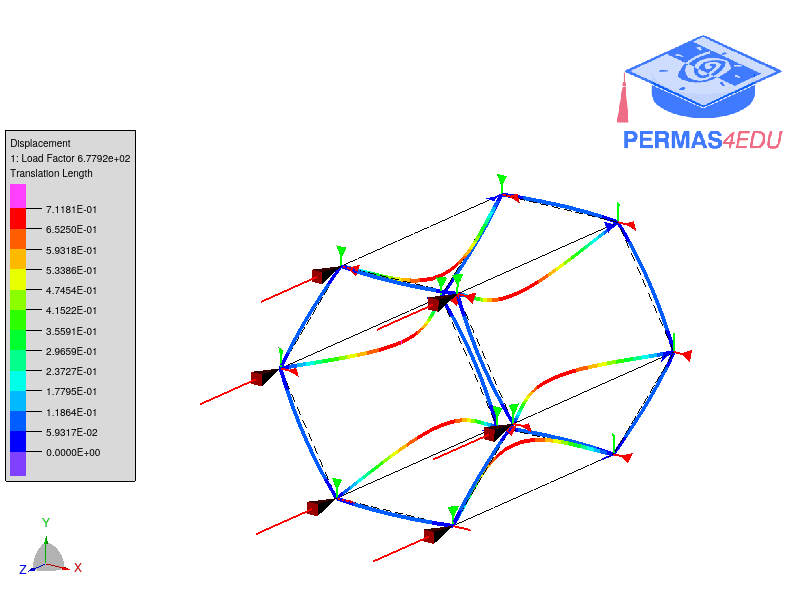 PERMAS4EDU
Displacement
1: Load Factor 6.7792e+02
Translation Length
7.1181E-01
6.5250E-01
5.9318E-01
5.3386E-01
4.7454E-01
4.1522E-01
3.5591E-01
2.9659E-01
2.3727E-01
1.7795E-01
1.1864E-01
5.9317E-02
0.0000E+00
Y
Z
X